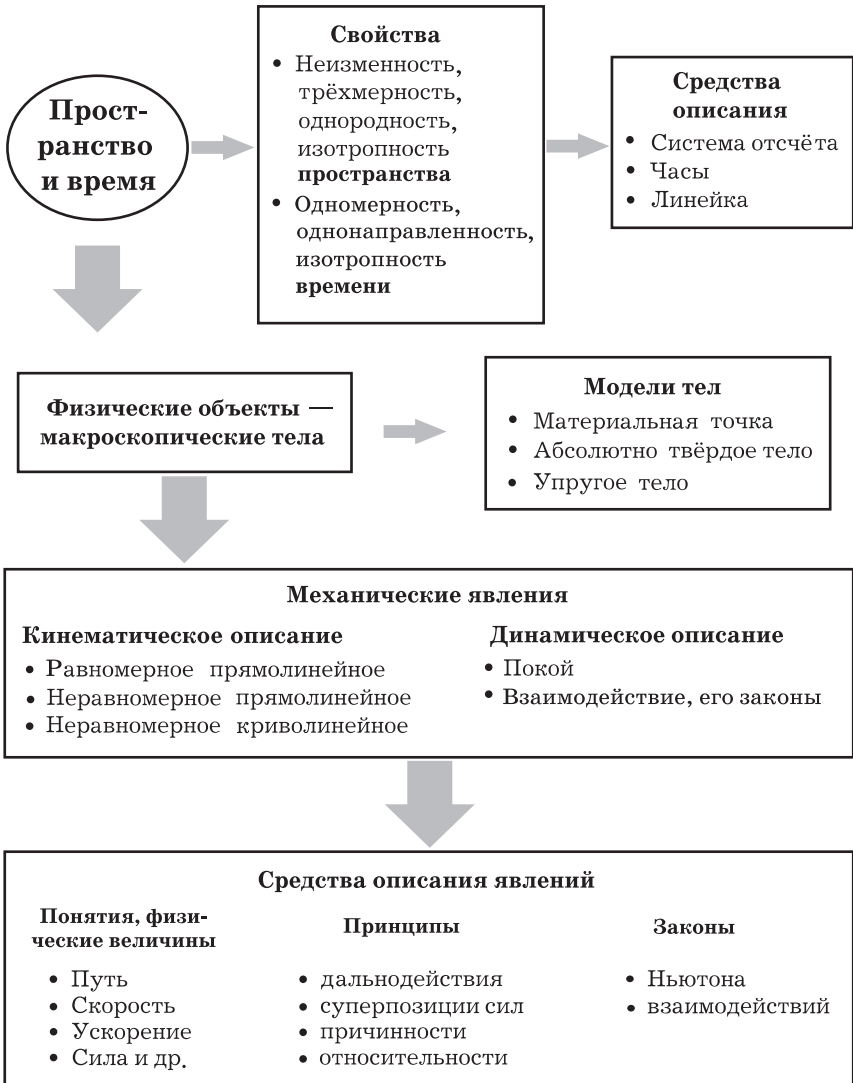 Прост-
ранство
и время
Свойства
• Неизменность,
трёхмерность,
однородность,
изотропность
пространства
• Одномерность,
однонаправленность,
изотропность
времени
Средства
описания
• Система отсчёта
• Часы
• Линейка
Физические объекты —
макроскопические тела
Модели тел
• Материальная точка
• Абсолютно твёрдое тело
• Упругое тело
Механические явления
Кинематическое описание
• Равномерное прямолинейное
• Неравномерное прямолинейное
• Неравномерное криволинейное
Динамическое описание
• Покой
• Взаимодействие, его законы
Средства описания явлений
Понятия, физи-
ческие величины
• Путь
• Скорость
• Ускорение
• Сила и др.
Принципы
• дальнодействия
• суперпозиции сил
• причинности
• относительности
Законы
• Ньютона
• взаимодействий